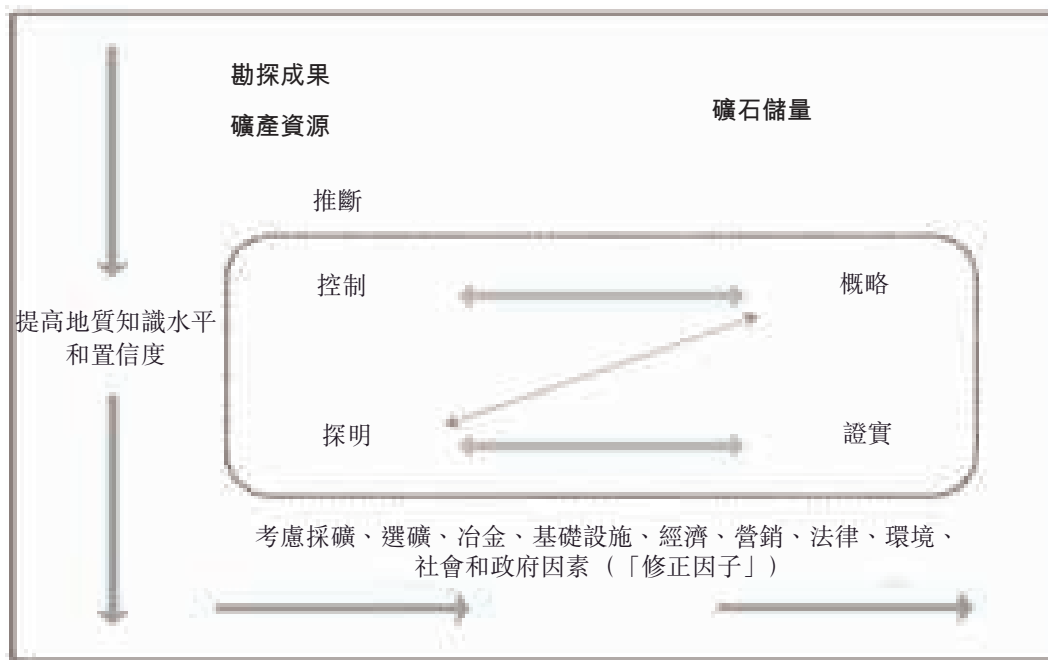 勘探成果
礦產資源
礦石儲量
推斷
控制
概略
提高地質知識水平
和置信度
探明
證實
考慮採礦、選礦、冶金、基礎設施、經濟、營銷、法律、環境、
社會和政府因素（「修正因子」）